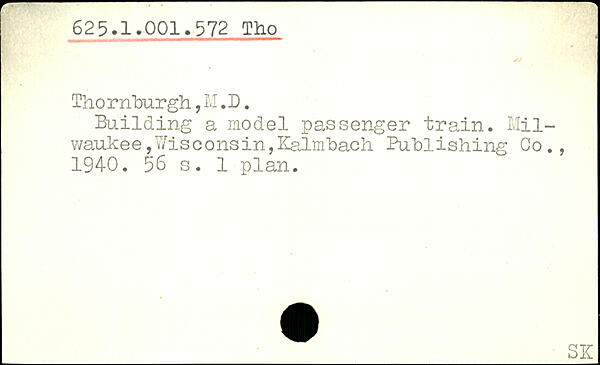 625.1.001.572 Tho
Thornburgh,M.D.
Building a model passenger train. Mil-
waukee,Wisconsin,Kalmbach Publishing Co.,
1940. 56 s. 1 plan.
SK